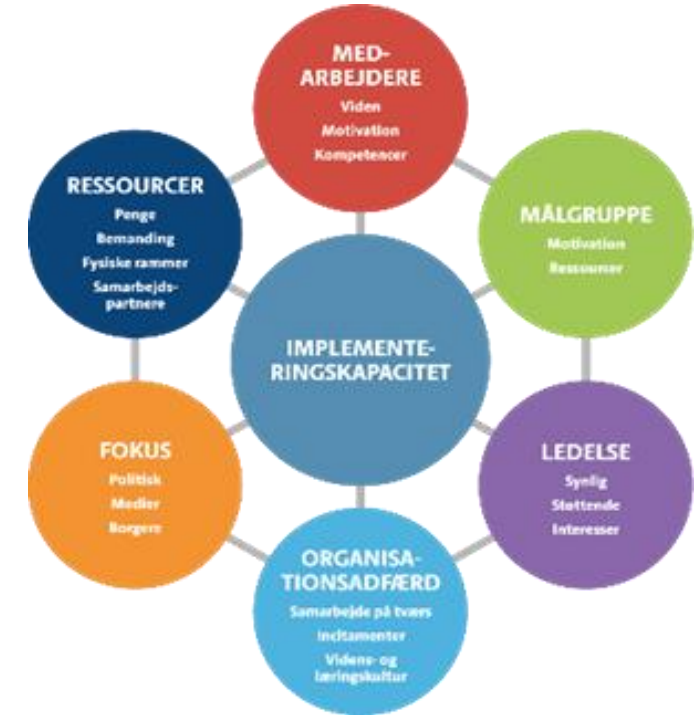 MED-
ARBEJDERE
Viden
Motivation
Kompetencer
RESSOURCER
Penge
Bemanding
Fysiske rammer
Samarbejds-
partnere
MÅLGRUPPE
Motivation
Ressourcer
IMPLEMENTE-
RINGSKAPACITET
FOKUS
Politisk
Medier
Borgere
LEDELSE
Synlig
Støttende
Interesser
ORGANISA-
TIONSADFÆRD
Samarbejde på tværs
Incitamenter
Videns- og
læringskultur